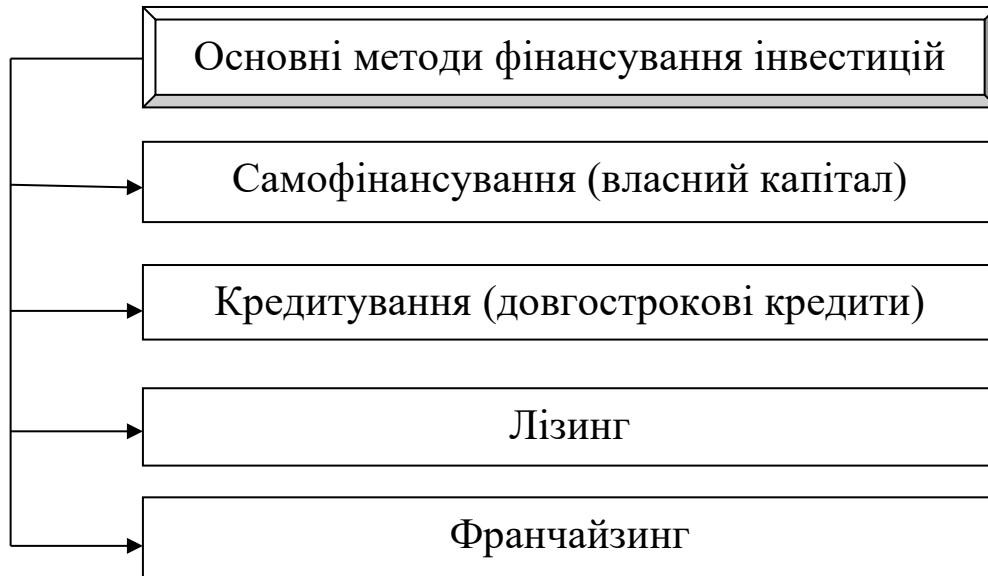 Основні методи фінансування інвестицій
Самофінансування (власний капітал)
Кредитування (довгострокові кредити)
Лізинг
Франчайзинг